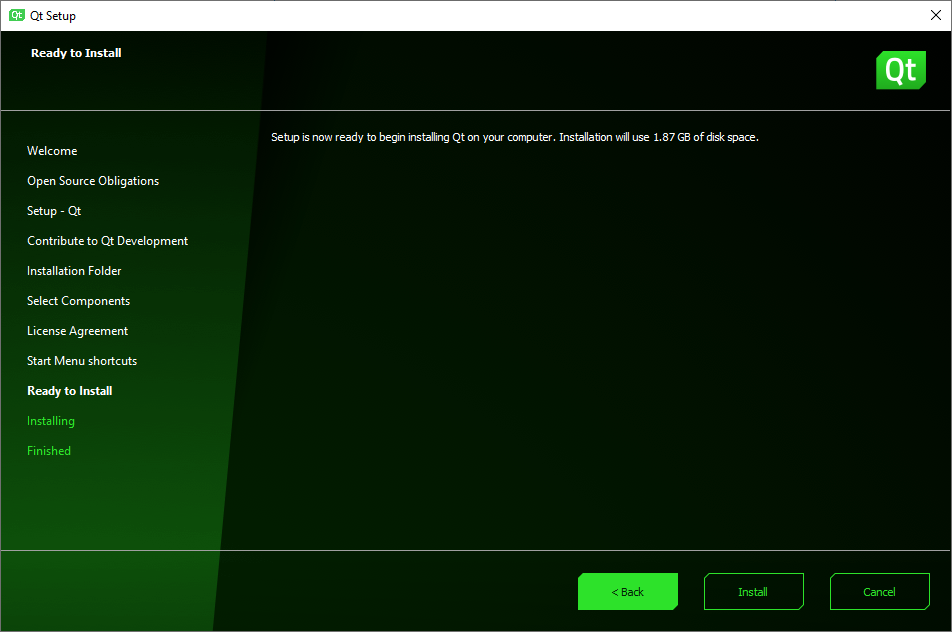 Qt Qt Setup
Ready to Install
Qt
Setup is now ready to begin installing Qt on your computer. Installation will use 1.87 GB of disk space.
Welcome
Open Source Obligations
Setup - Qt
Contribute to Qt Development
Installation Folder
Select Components
License Agreement
Start Menu shortcuts
Ready to Install
Installing
Finished
< Back
Install
Cancel